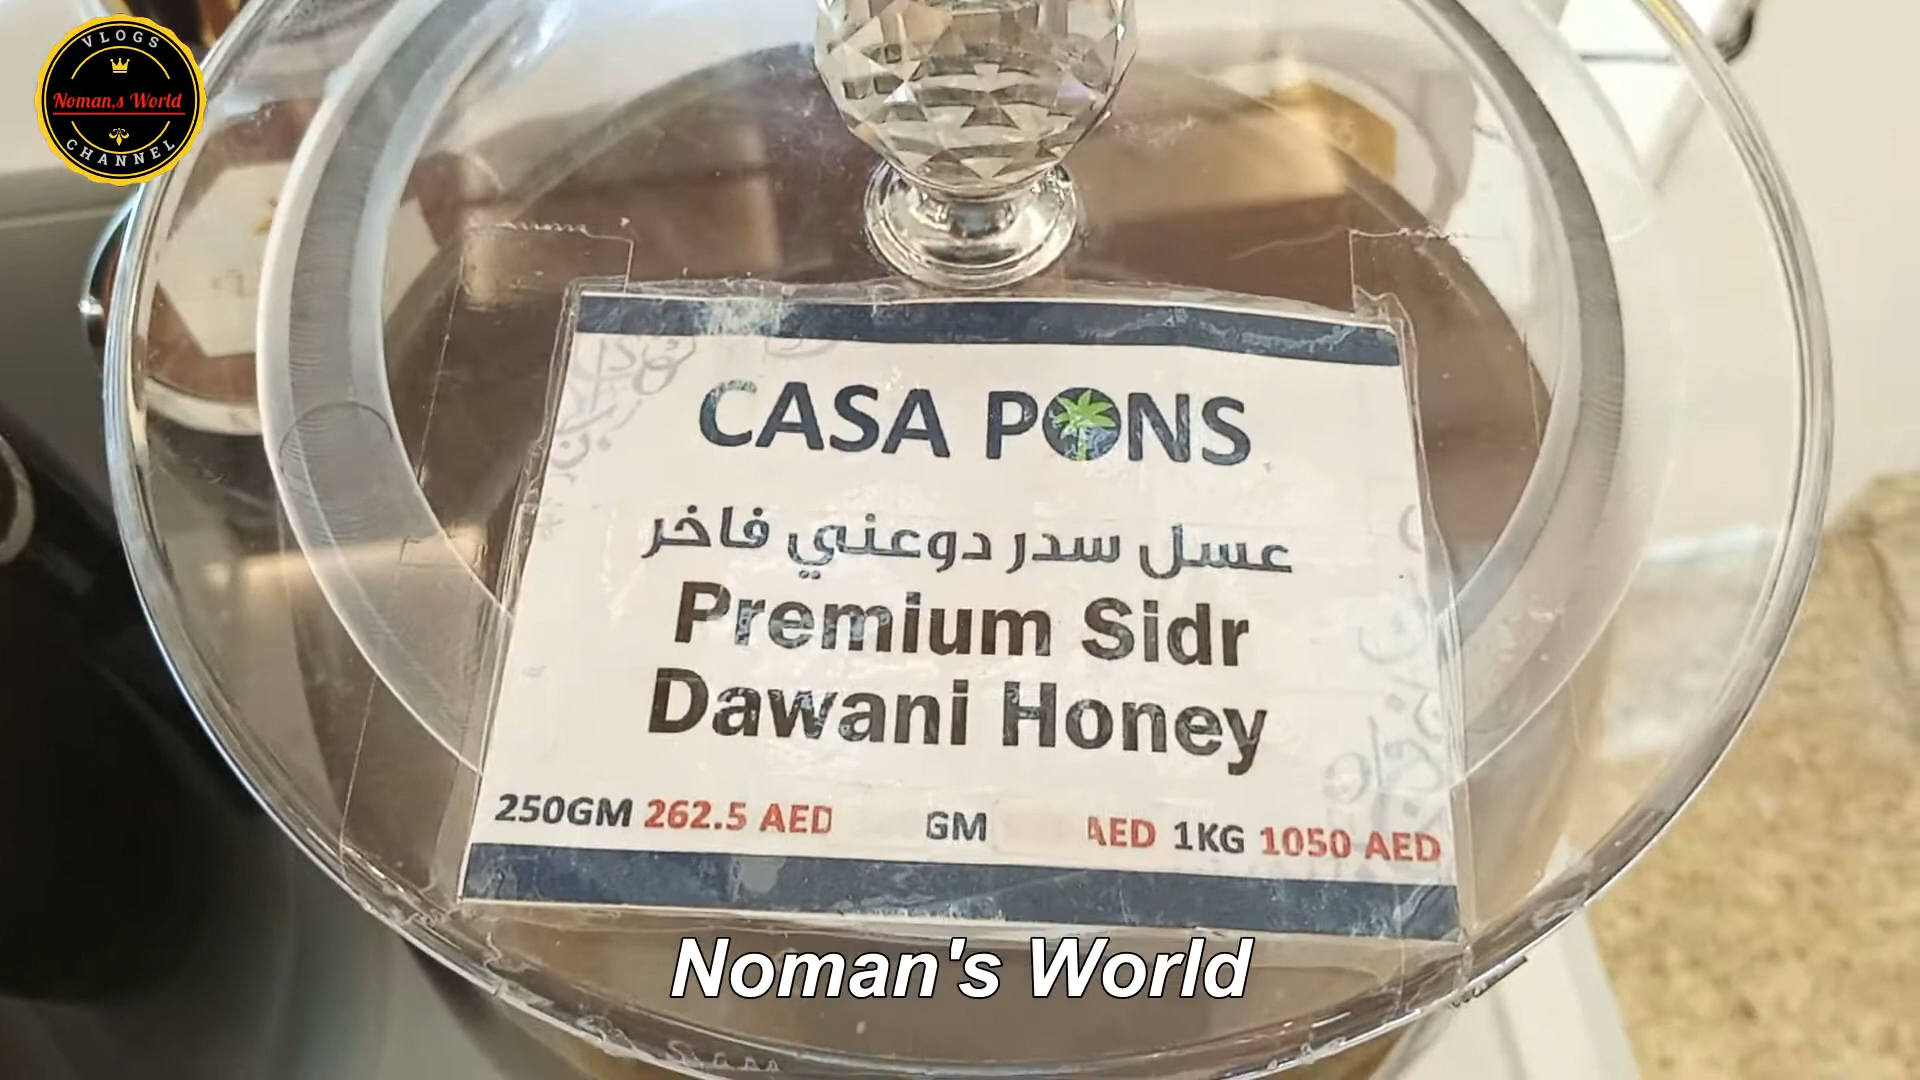 VLOGS
Noman,s World
CHANNEL
CASA PONS
عسل سدر دوعني فاخر
Premium Sidr
Dawani Honey
250GM 262.5 AED GM AED 1KG 1050 AED
Noman's World